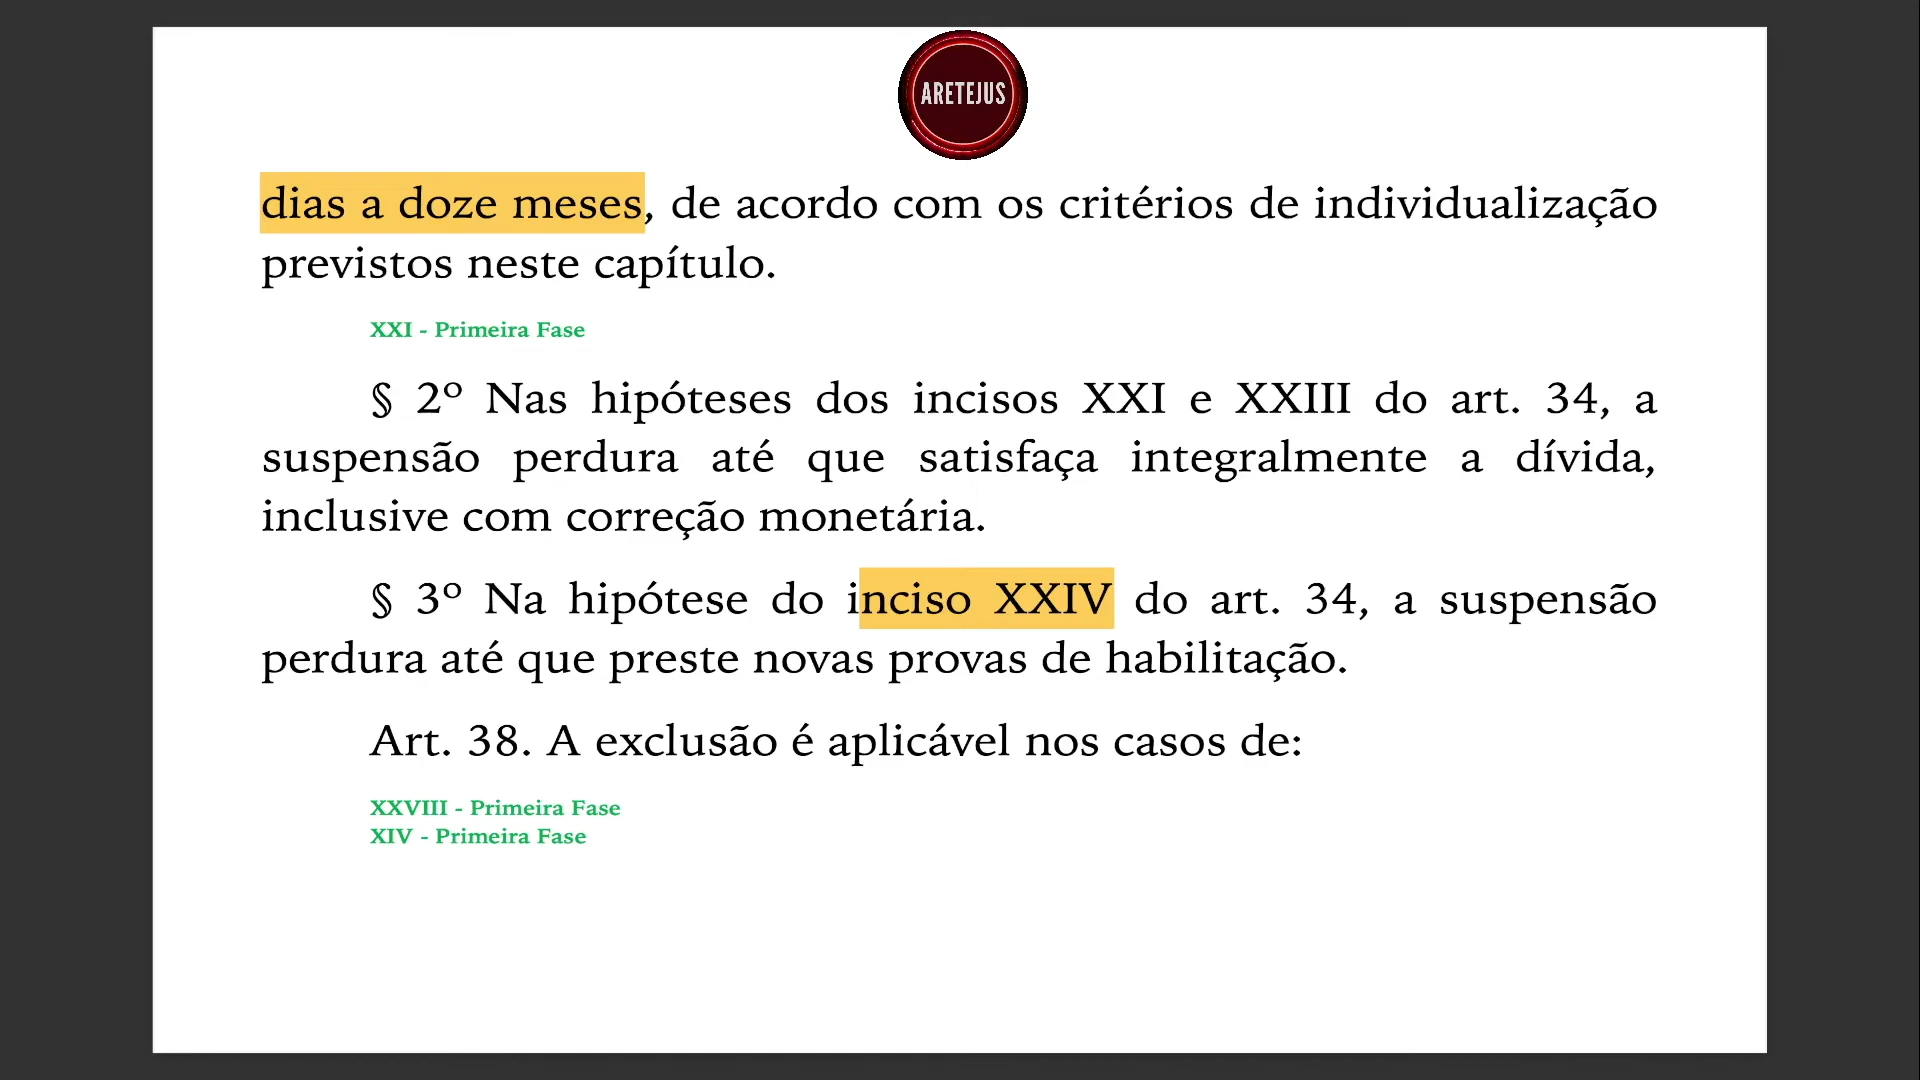 ARETEJUS
dias a doze meses, de acordo com os critérios de individualização
previstos neste capítulo.
XXI - Primeira Fase
§ 2º Nas hipóteses dos incisos XXI e XXIII do art. 34, a
suspensão perdura até que satisfaça integralmente a dívida,
inclusive com correção monetária.
§ 3º Na hipótese do inciso XXIV do art. 34, a suspensão
perdura até que preste novas provas de habilitação.
Art. 38. A exclusão é aplicável nos casos de:
XXVIII - Primeira Fase
XIV - Primeira Fase